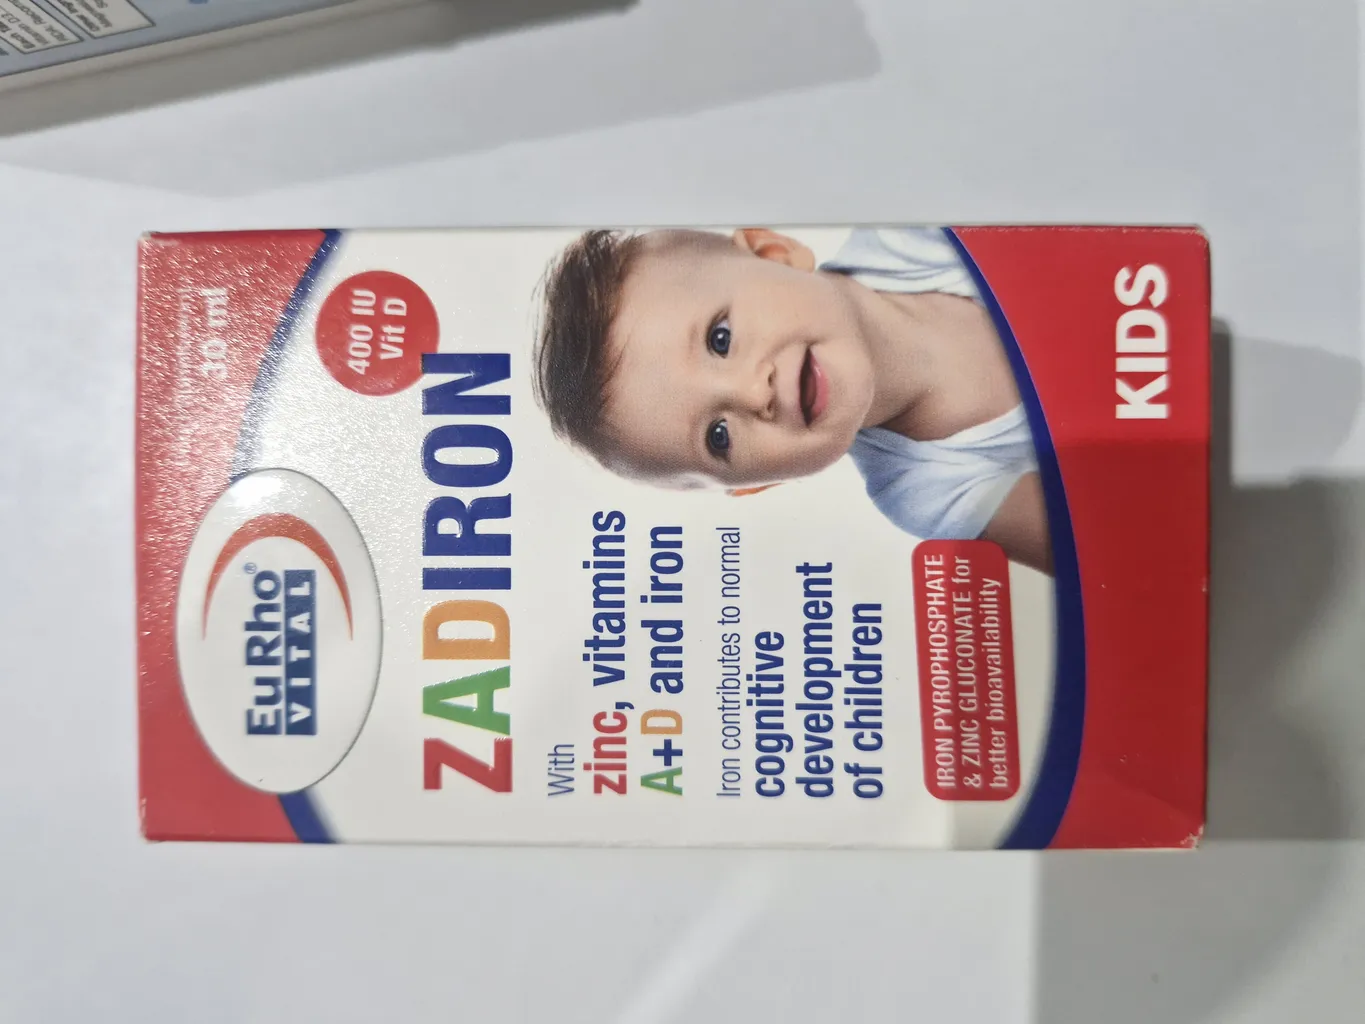 EuRho®
VITAL
30 ml
400 IU
Vit D
ZADIRON
With
zinc, vitamins
A+D and iron
Iron contributes to normal
cognitive
development
of children
IRON PYROPHOSPHATE
& ZINC GLUCONATE for
better bioavailability
KIDS